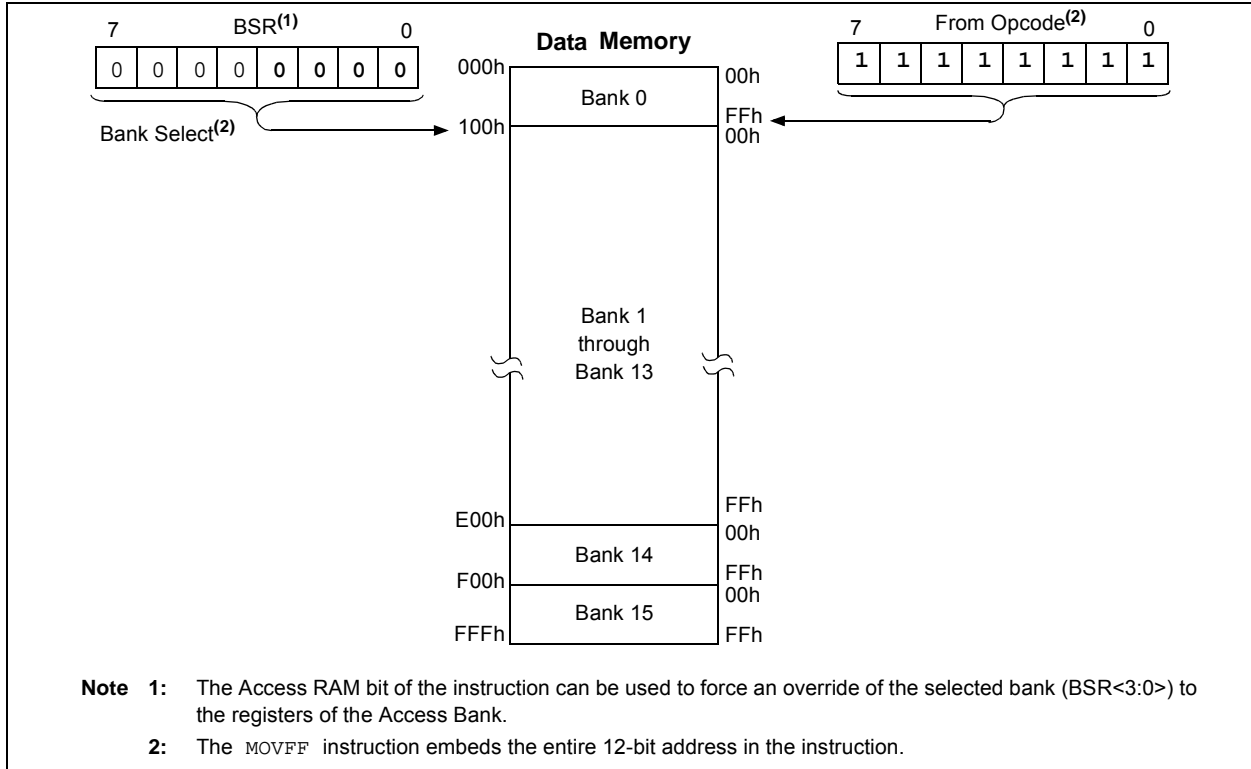 7 BSR(1) 0
0 0 0 0 0 0 0 0
Bank Select(2)
Data Memory
7 From Opcode(2) 0
1 1 1 1 1 1 1 1
000h
Bank 0
00h
100h
FFh
00h
Bank 1
through
Bank 13
E00h
FFh
00h
Bank 14
F00h
FFh
00h
Bank 15
FFFh
FFh
Note 1: The Access RAM bit of the instruction can be used to force an override of the selected bank (BSR<3:0>) to
the registers of the Access Bank.
2: The MOVFF instruction embeds the entire 12-bit address in the instruction.